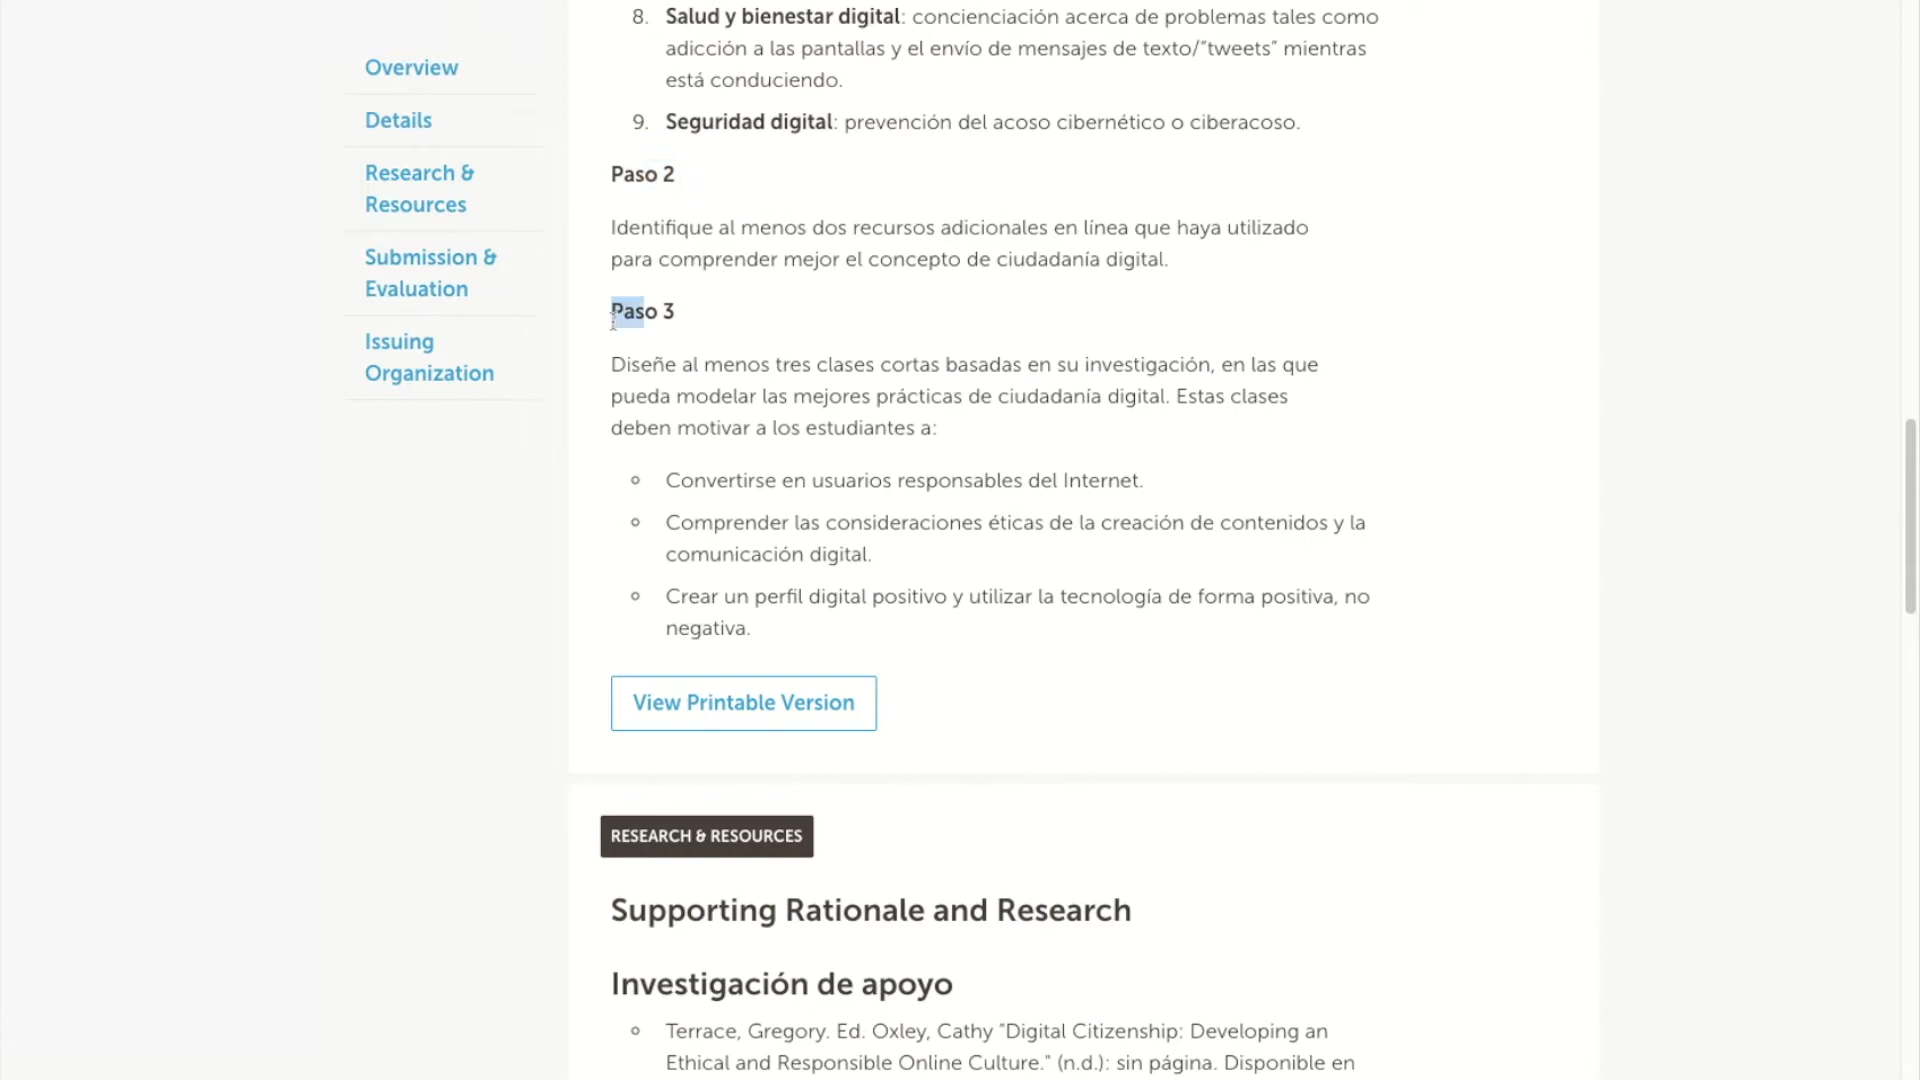 Overview
Details
Research &
Resources
Submission &
Evaluation
Issuing
Organization
8. Salud y bienestar digital: concienciación acerca de problemas tales como
adicción a las pantallas y el envío de mensajes de texto/“tweets” mientras
está conduciendo.
9. Seguridad digital: prevención del acoso cibernético o ciberacoso.
Paso 2
Identifique al menos dos recursos adicionales en línea que haya utilizado
para comprender mejor el concepto de ciudadanía digital.
Paso 3
Diseñe al menos tres clases cortas basadas en su investigación, en las que
pueda modelar las mejores prácticas de ciudadanía digital. Estas clases
deben motivar a los estudiantes a:
Convertirse en usuarios responsables del Internet.
Comprender las consideraciones éticas de la creación de contenidos y la
comunicación digital.
Crear un perfil digital positivo y utilizar la tecnología de forma positiva, no
negativa.
View Printable Version
RESEARCH & RESOURCES
Supporting Rationale and Research
Investigación de apoyo
Terrace, Gregory. Ed. Oxley, Cathy "Digital Citizenship: Developing an
Ethical and Responsible Online Culture." (n.d.): sin página. Disponible en